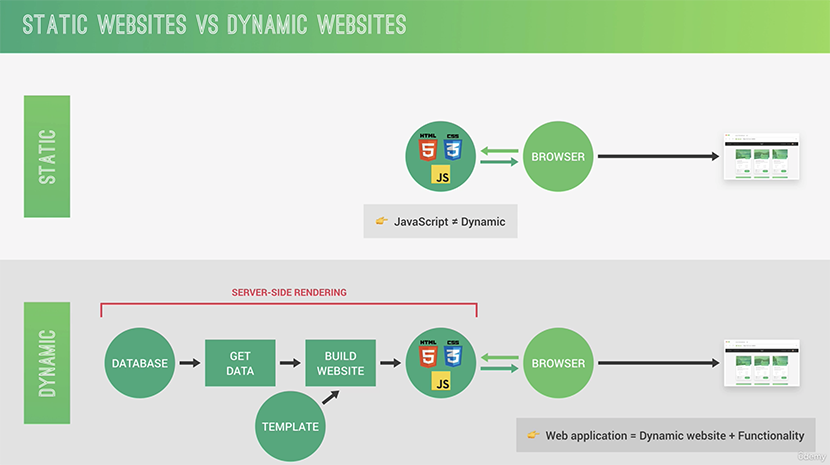 STATIC WEBSITES VS DYNAMIC WEBSITES
STATIC
HTML
5
CSS
3
JS
BROWSER
👉 JavaScript ≠ Dynamic
SERVER-SIDE RENDERING
DYNAMIC
DATABASE
GET
DATA
BUILD
WEBSITE
TEMPLATE
HTML
5
CSS
3
JS
BROWSER
👉 Web application = Dynamic website + Functionality
Udemy